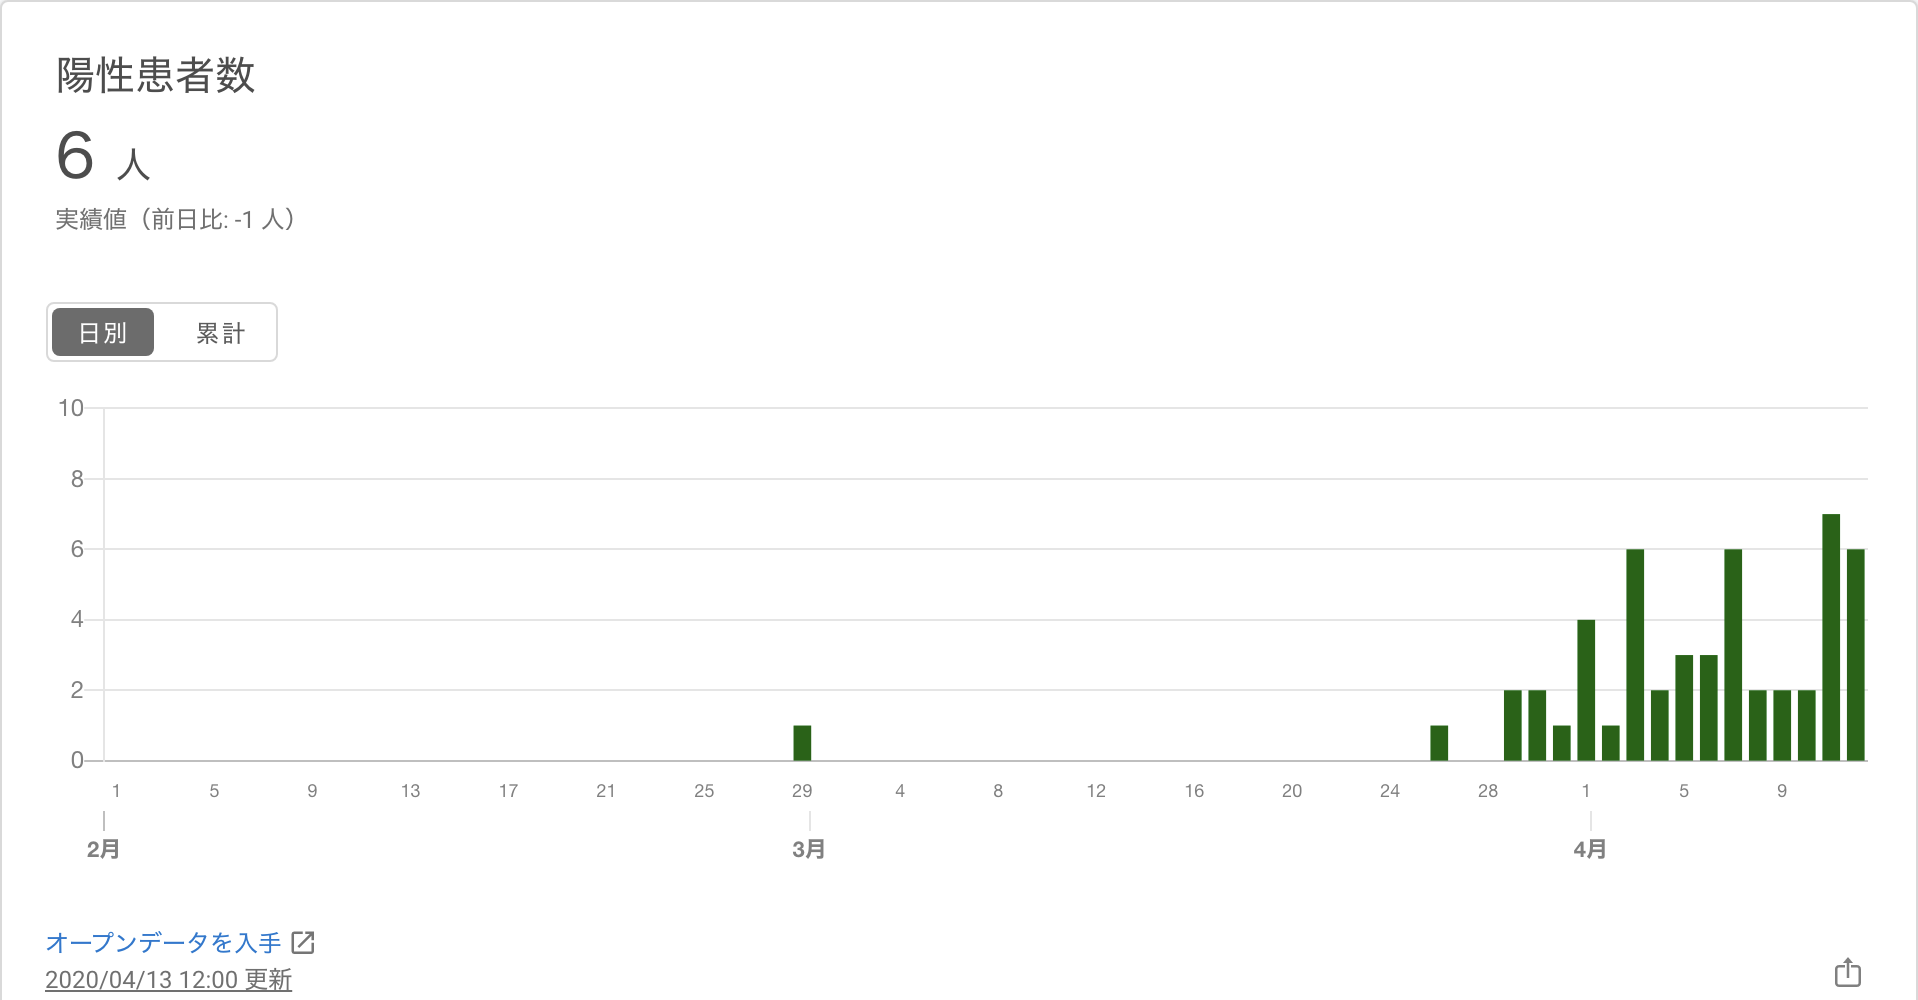 陽性患者数
6 人
実績値（前日比: -1 人）
日別 累計
10
8
6
4
2
0
1 5 9 13 17 21 25 29 4 8 12 16 20 24 28 1 5 9
2月 3月 4月
オープンデータを入手
2020/04/13 12:00 更新